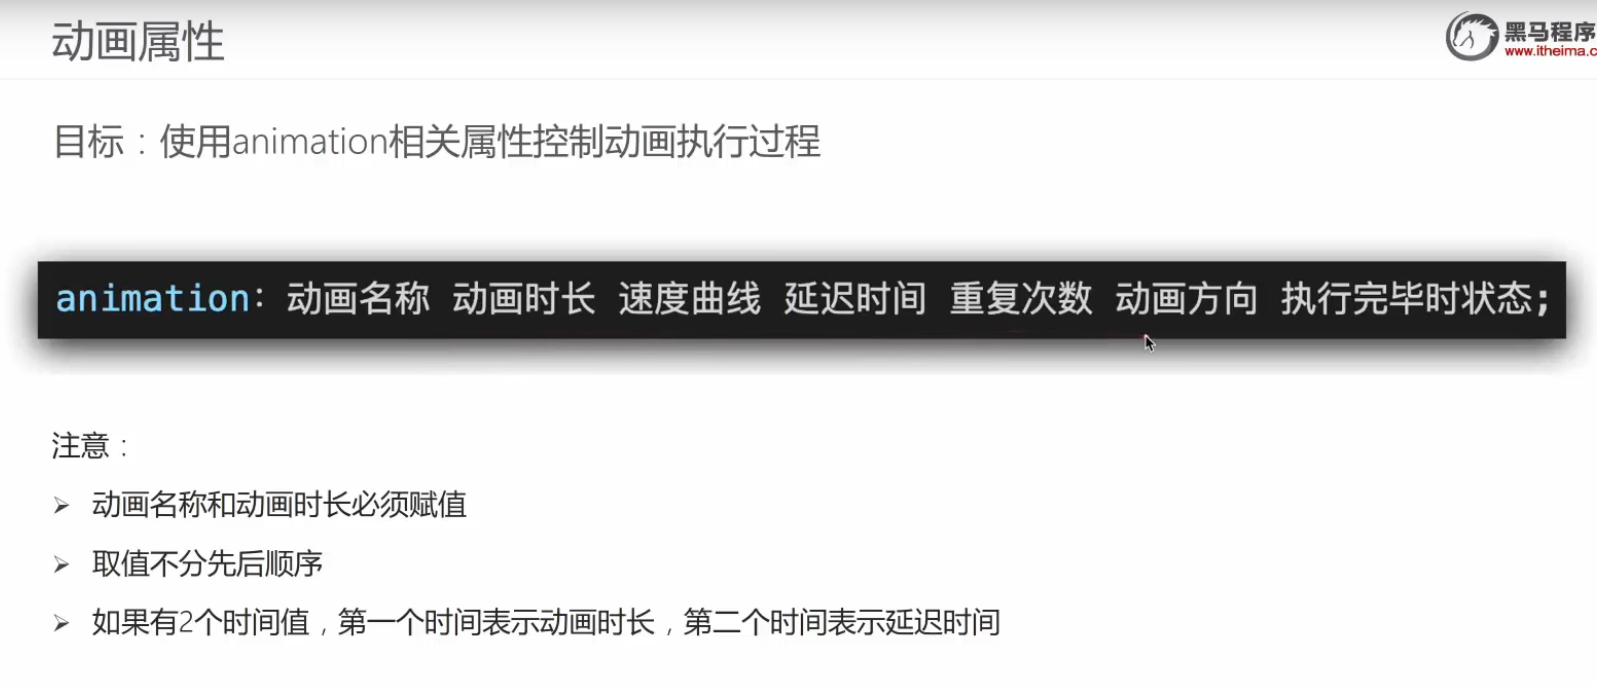 动画属性
黑马程序
www.itheima.c
目标：使用animation相关属性控制动画执行过程
animation：动画名称 动画时长 速度曲线 延迟时间 重复次数 动画方向 执行完毕时状态;
注意：
动画名称和动画时长必须赋值
取值不分先后顺序
如果有2个时间值，第一个时间表示动画时长，第二个时间表示延迟时间